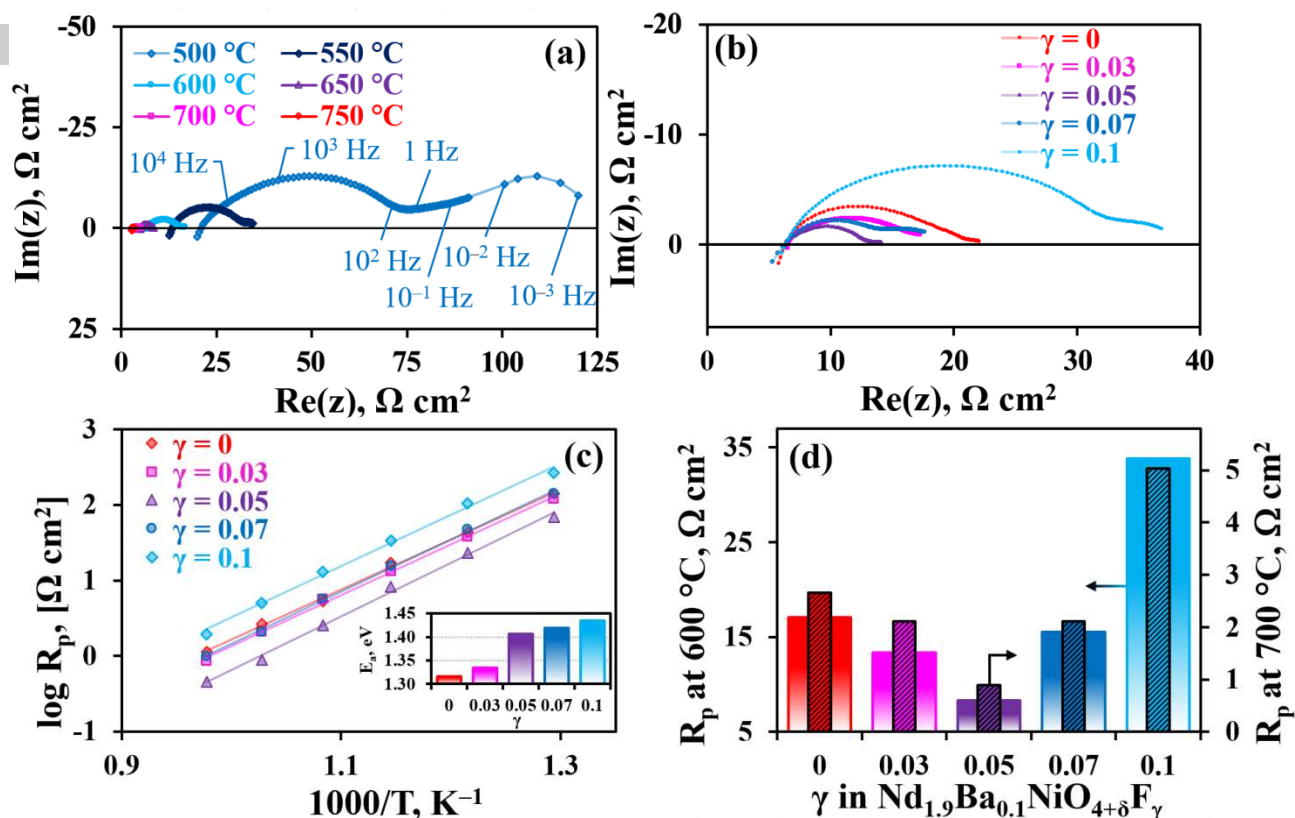 (a)
500 °C 550 °C
600 °C 650 °C
700 °C 750 °C
10⁴ Hz
10³ Hz
1 Hz
10² Hz
10⁻¹ Hz
10⁻² Hz
10⁻³ Hz
-50
-25
0
25
0 25 50 75 100 125
Im(z), Ω cm²
Re(z), Ω cm²
(b)
γ = 0
γ = 0.03
γ = 0.05
γ = 0.07
γ = 0.1
-20
-10
0
0 10 20 30 40
Im(z), Ω cm²
Re(z), Ω cm²
(c)
γ = 0
γ = 0.03
γ = 0.05
γ = 0.07
γ = 0.1
3
2
1
0
-1
0.9 1.1 1.3
log Rₚ, [Ω cm²]
1000/T, K⁻¹
1.45
1.40
1.35
1.30
Eₐ, eV
0 0.03 0.05 0.07 0.1
γ
(d)
35
25
15
5
Rₚ at 600 °C, Ω cm²
5
4
3
2
1
0
Rₚ at 700 °C, Ω cm²
0 0.03 0.05 0.07 0.1
γ in Nd₁.₉Ba₀.₁NiO₄₊δFᵧ